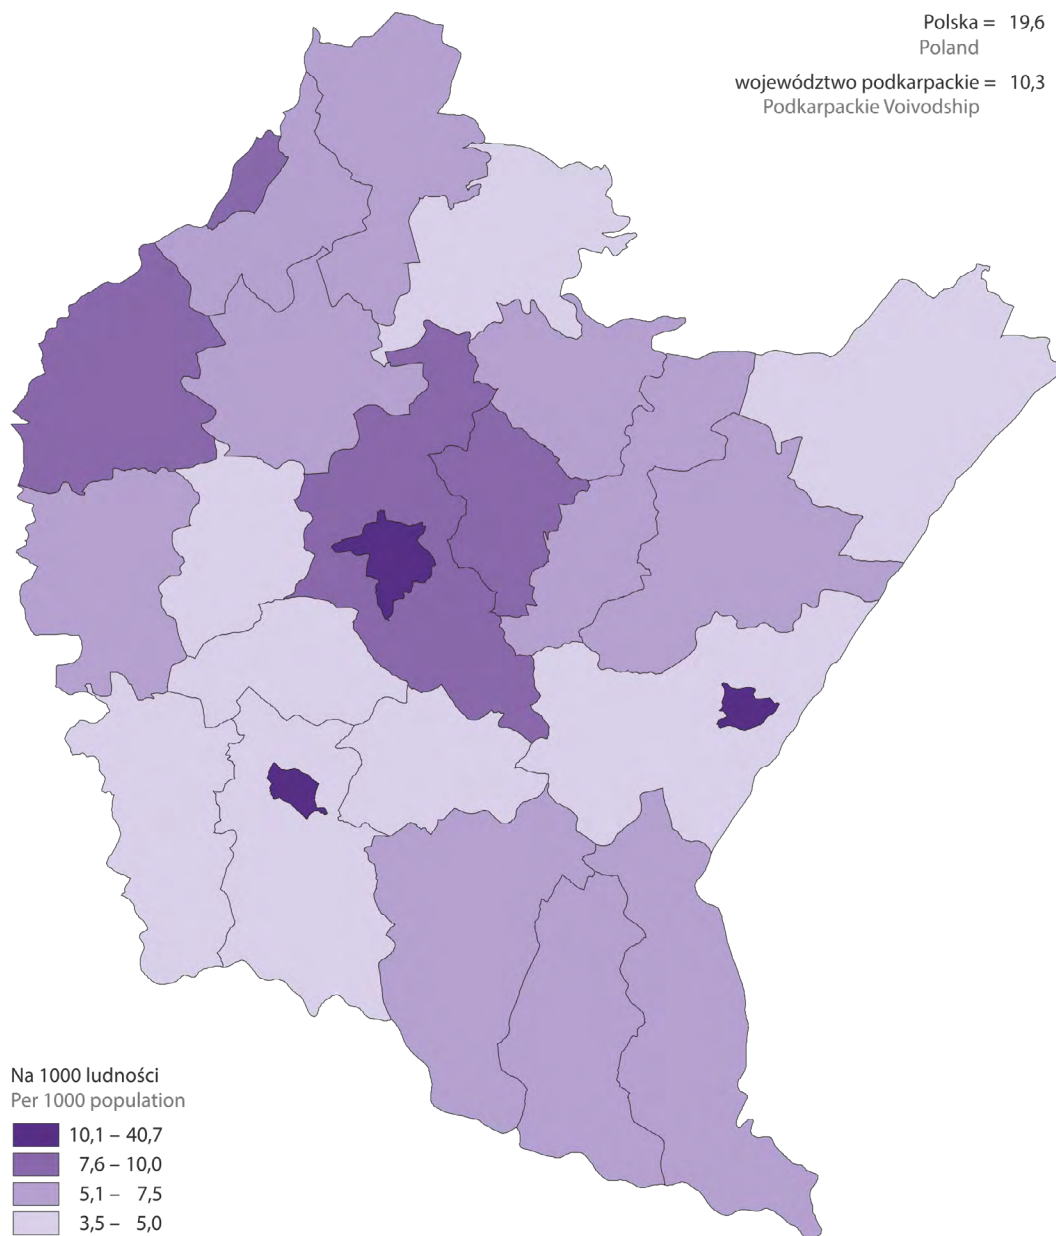 Polska = 19,6
Poland
województwo podkarpackie = 10,3
Podkarpackie Voivodship
Na 1000 ludności
Per 1000 population
10,1 – 40,7
7,6 – 10,0
5,1 – 7,5
3,5 – 5,0